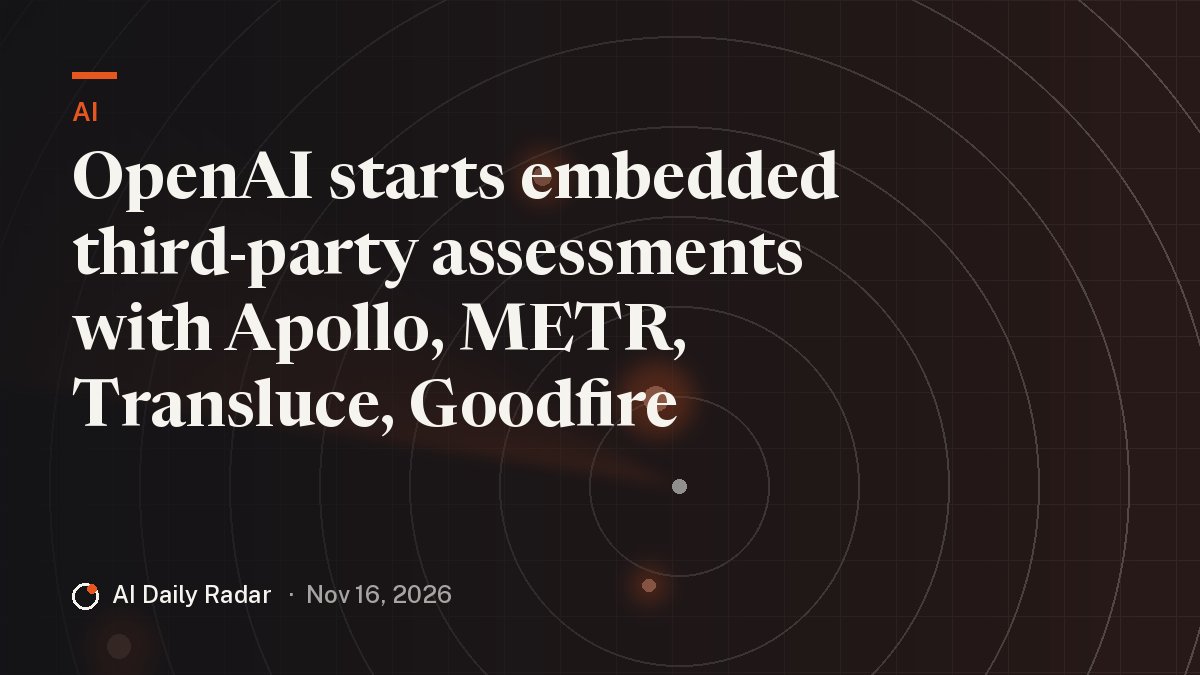 AI
OpenAI starts embedded
third-party assessments
with Apollo, METR,
Transluce, Goodfire
AI Daily Radar · Nov 16, 2026